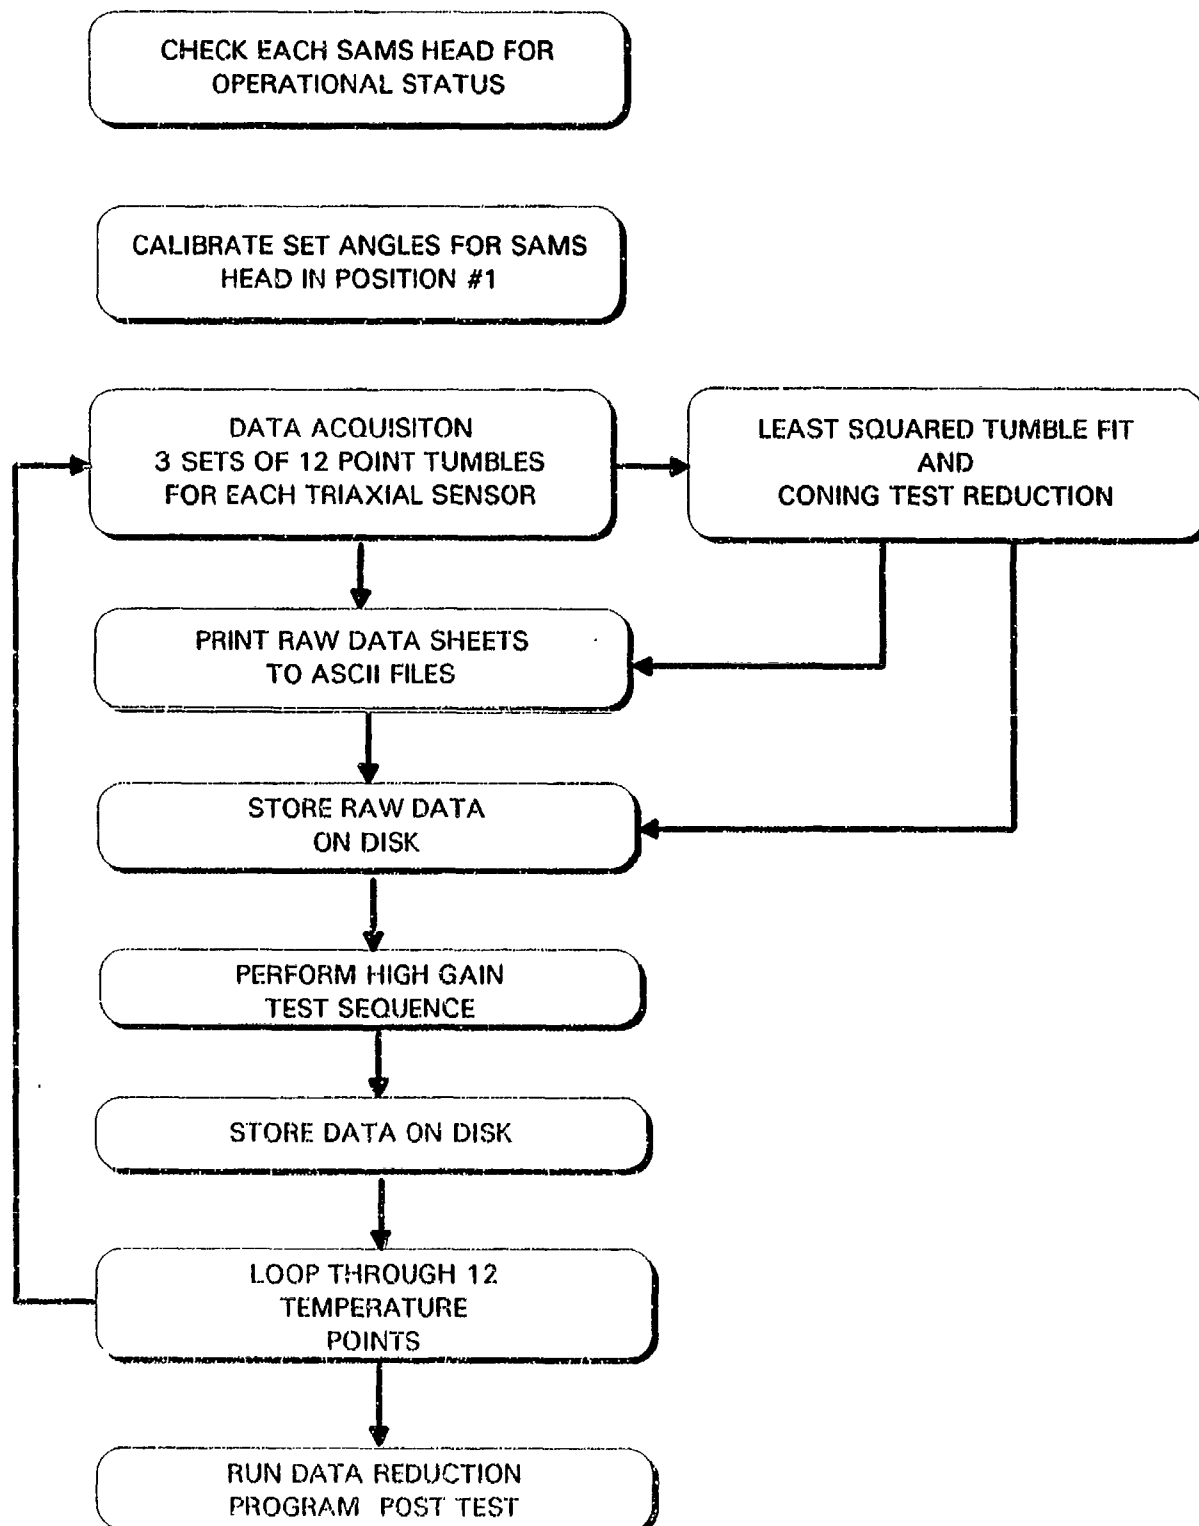 CHECK EACH SAMS HEAD FOR
OPERATIONAL STATUS
CALIBRATE SET ANGLES FOR SAMS
HEAD IN POSITION #1
DATA ACQUISITON
3 SETS OF 12 POINT TUMBLES
FOR EACH TRIAXIAL SENSOR
LEAST SQUARED TUMBLE FIT
AND
CONING TEST REDUCTION
PRINT RAW DATA SHEETS
TO ASCII FILES
STORE RAW DATA
ON DISK
PERFORM HIGH GAIN
TEST SEQUENCE
STORE DATA ON DISK
LOOP THROUGH 12
TEMPERATURE
POINTS
RUN DATA REDUCTION
PROGRAM POST TEST